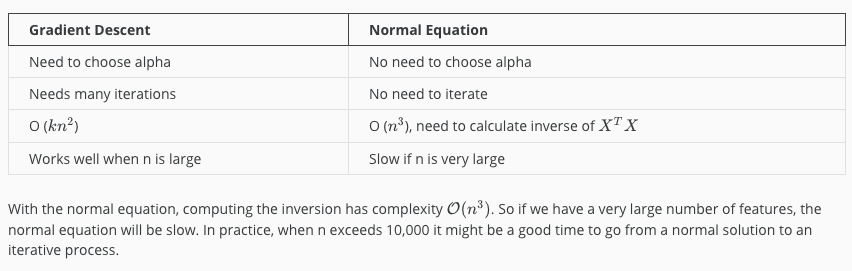 Gradient Descent Normal Equation
Need to choose alpha No need to choose alpha
Needs many iterations No need to iterate
O (kn²) O (n³), need to calculate inverse of XᵀX
Works well when n is large Slow if n is very large
With the normal equation, computing the inversion has complexity 𝒪(n³). So if we have a very large number of features, the
normal equation will be slow. In practice, when n exceeds 10,000 it might be a good time to go from a normal solution to an
iterative process.